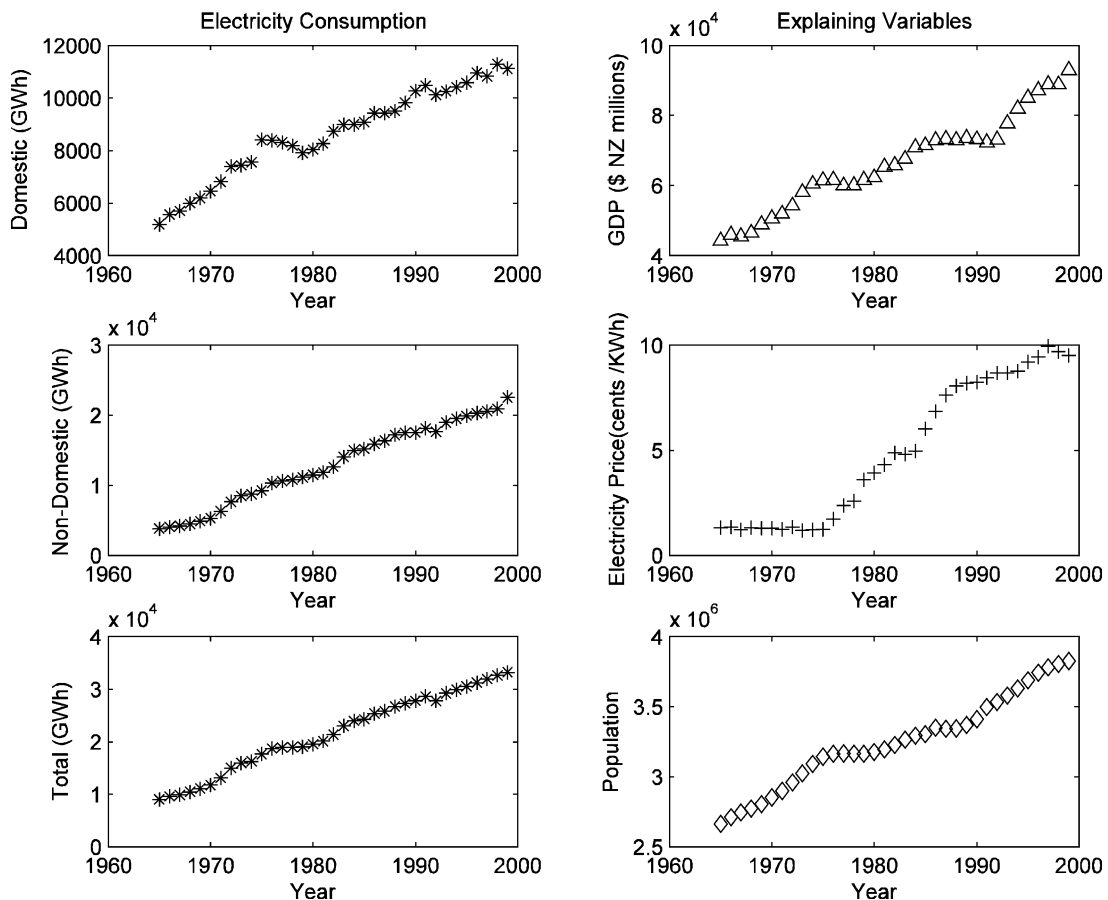 Electricity Consumption
Domestic (GWh)
12000
10000
8000
6000
4000
1960 1970 1980 1990 2000
Year
Explaining Variables
x 10^4
GDP ($ NZ millions)
10
8
6
4
1960 1970 1980 1990 2000
Year
x 10^4
Non-Domestic (GWh)
3
2
1
0
1960 1970 1980 1990 2000
Year
Electricity Price(cents /KWh)
10
5
0
1960 1970 1980 1990 2000
Year
x 10^4
Total (GWh)
4
3
2
1
0
1960 1970 1980 1990 2000
Year
x 10^6
Population
4
3.5
3
2.5
1960 1970 1980 1990 2000
Year